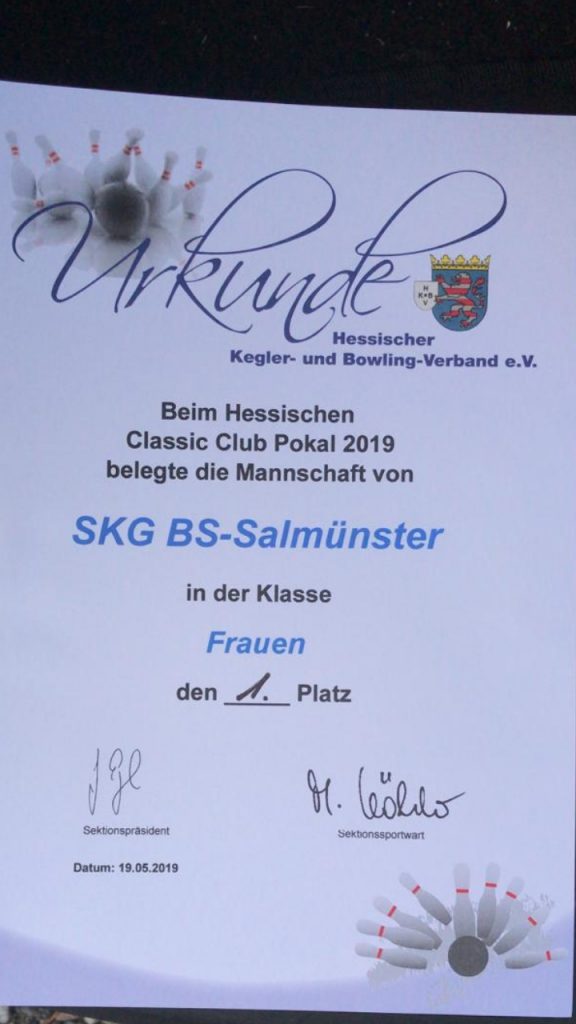 Urkunde
H
K●B
V
Hessischer
Kegler- und Bowling-Verband e.V.
Beim Hessischen
Classic Club Pokal 2019
belegte die Mannschaft von
SKG BS-Salmünster
in der Klasse
Frauen
den 1. Platz
Sektionspräsident
Sektionssportwart
Datum: 19.05.2019